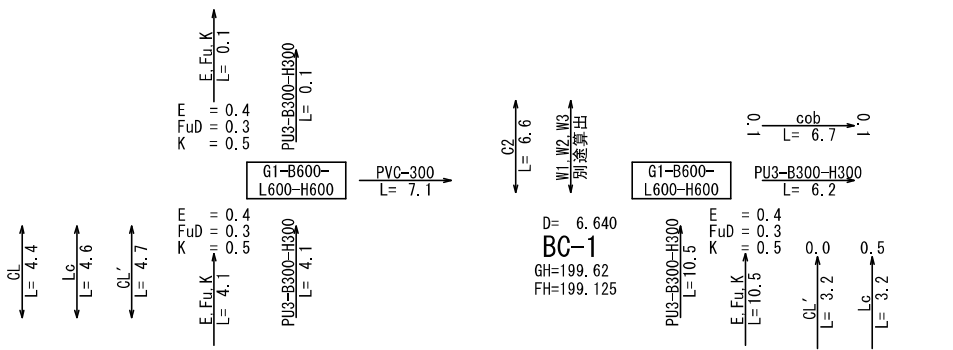 E, Fu, K
L= 0.1
PU3-B300-H300
L= 0.1
E = 0.4
FuD = 0.3
K = 0.5
G1-B600-
L600-H600
PVC-300
L= 7.1
E = 0.4
FuD = 0.3
K = 0.5
CL
L= 4.4
Lc
L= 4.6
CL'
L= 4.7
E, Fu, K
L= 4.1
PU3-B300-H300
L= 4.1
C2
L= 6.6
W1, W2, W3
別途算出
0.1
cob
L= 6.7
0.1
G1-B600-
L600-H600
PU3-B300-H300
L= 6.2
D= 6.640
BC-1
GH=199.62
FH=199.125
PU3-B300-H300
L=10.5
E = 0.4
FuD = 0.3
K = 0.5
E, Fu, K
L=10.5
0.0
CL'
L= 3.2
0.5
Lc
L= 3.2